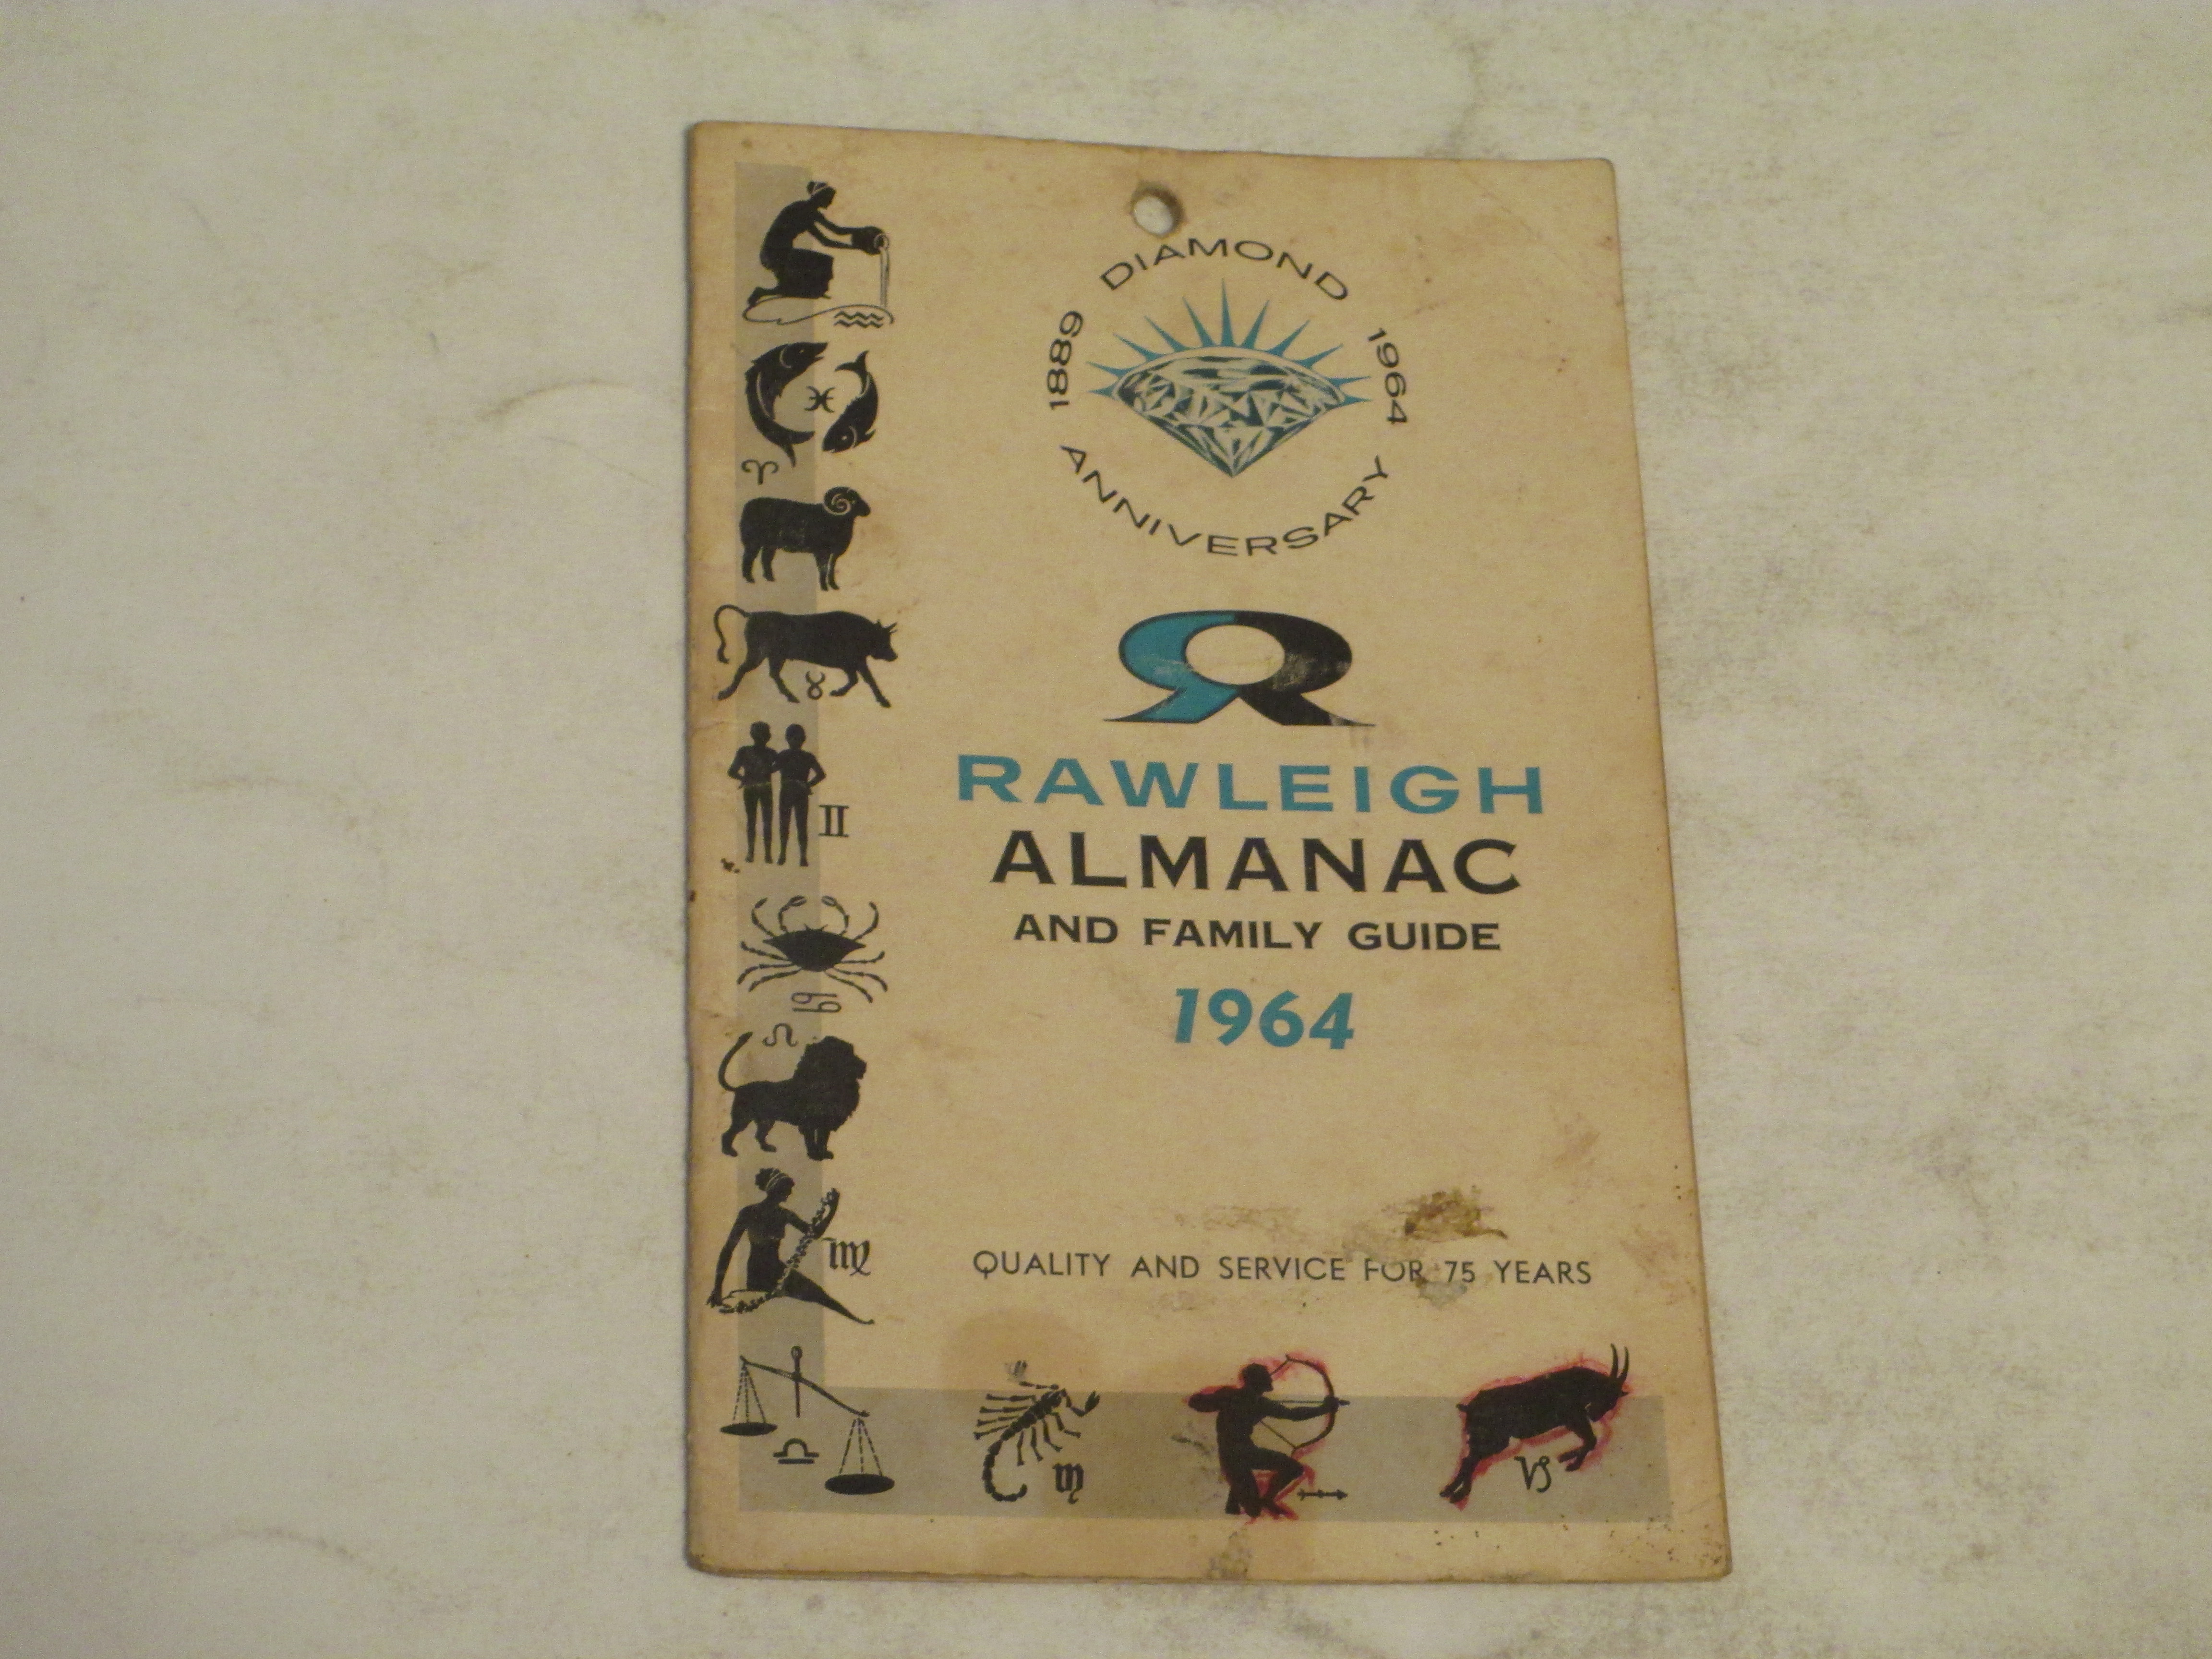 DIAMOND
1889 1964
ANNIVERSARY
R
RAWLEIGH
ALMANAC
AND FAMILY GUIDE
1964
QUALITY AND SERVICE FOR 75 YEARS